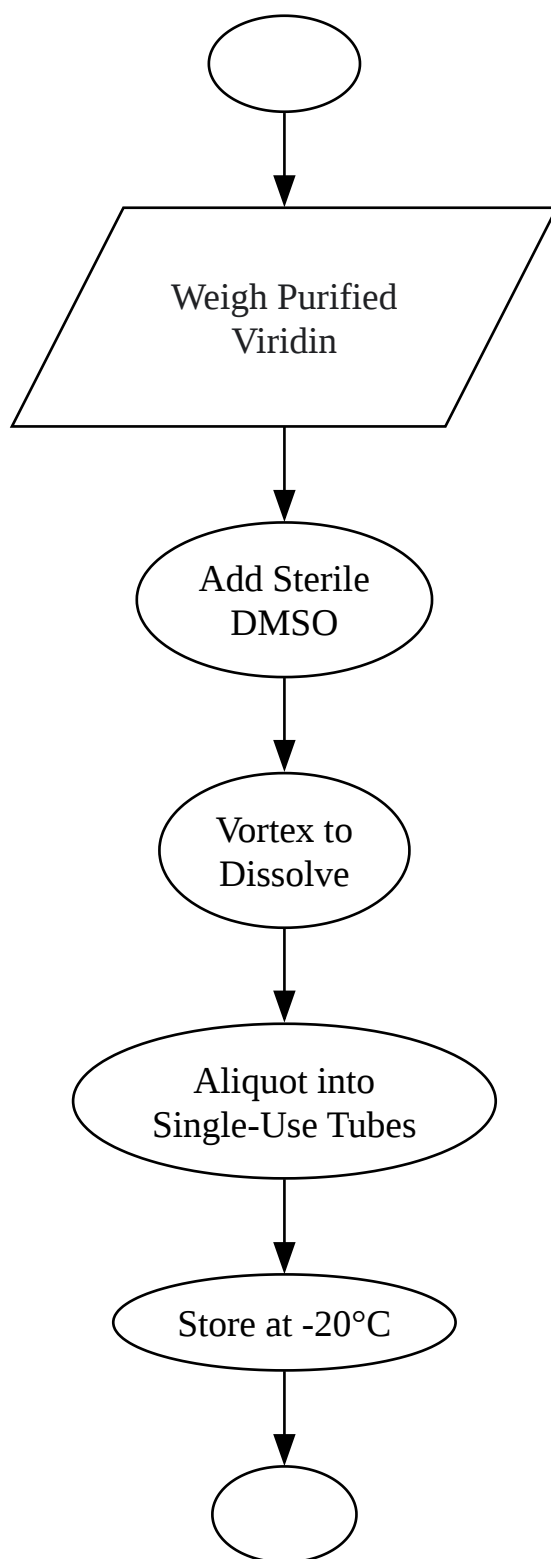 Weigh Purified
Viridin
Add Sterile
DMSO
Vortex to
Dissolve
Aliquot into
Single-Use Tubes
Store at -20°C